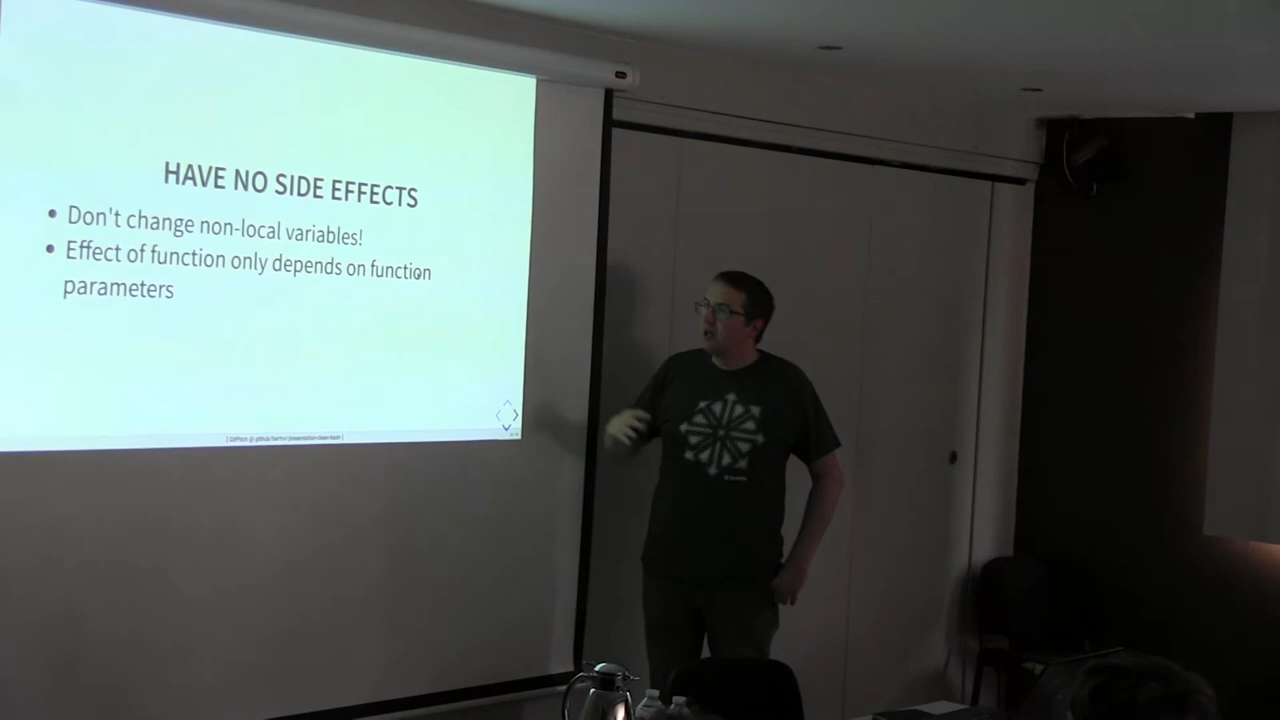 HAVE NO SIDE EFFECTS
• Don't change non-local variables!
• Effect of function only depends on function
parameters